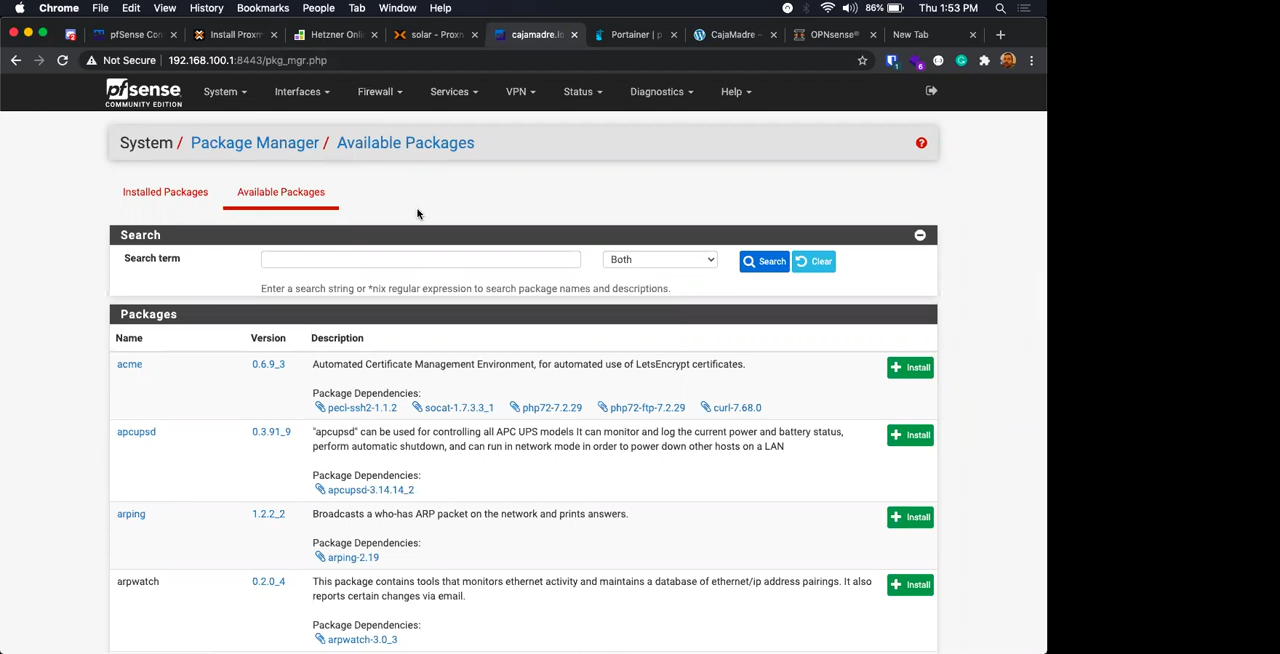 Chrome File Edit View History Bookmarks People Tab Window Help 86% Thu 1:53 PM
2 pfSense Con Install Proxm Hetzner Onli solar - Proxn cajamadre.lo Portainer | p CajaMadre – OPNsense® New Tab
Not Secure 192.168.100.1:8443/pkg_mgr.php 1 6
pfsense System Interfaces Firewall Services VPN Status Diagnostics Help
COMMUNITY EDITION
System / Package Manager / Available Packages ?
Installed Packages Available Packages
Search
Search term Both Search Clear
Enter a search string or *nix regular expression to search package names and descriptions.
Packages
Name Version Description
acme 0.6.9_3 Automated Certificate Management Environment, for automated use of LetsEncrypt certificates. Install
Package Dependencies:
pecl-ssh2-1.1.2 socat-1.7.3.3_1 php72-7.2.29 php72-ftp-7.2.29 curl-7.68.0
apcupsd 0.3.91_9 "apcupsd" can be used for controlling all APC UPS models It can monitor and log the current power and battery status, Install
perform automatic shutdown, and can run in network mode in order to power down other hosts on a LAN
Package Dependencies:
apcupsd-3.14.14_2
arping 1.2.2_2 Broadcasts a who-has ARP packet on the network and prints answers. Install
Package Dependencies:
arping-2.19
arpwatch 0.2.0_4 This package contains tools that monitors ethernet activity and maintains a database of ethernet/ip address pairings. It also Install
reports certain changes via email.
Package Dependencies:
arpwatch-3.0_3